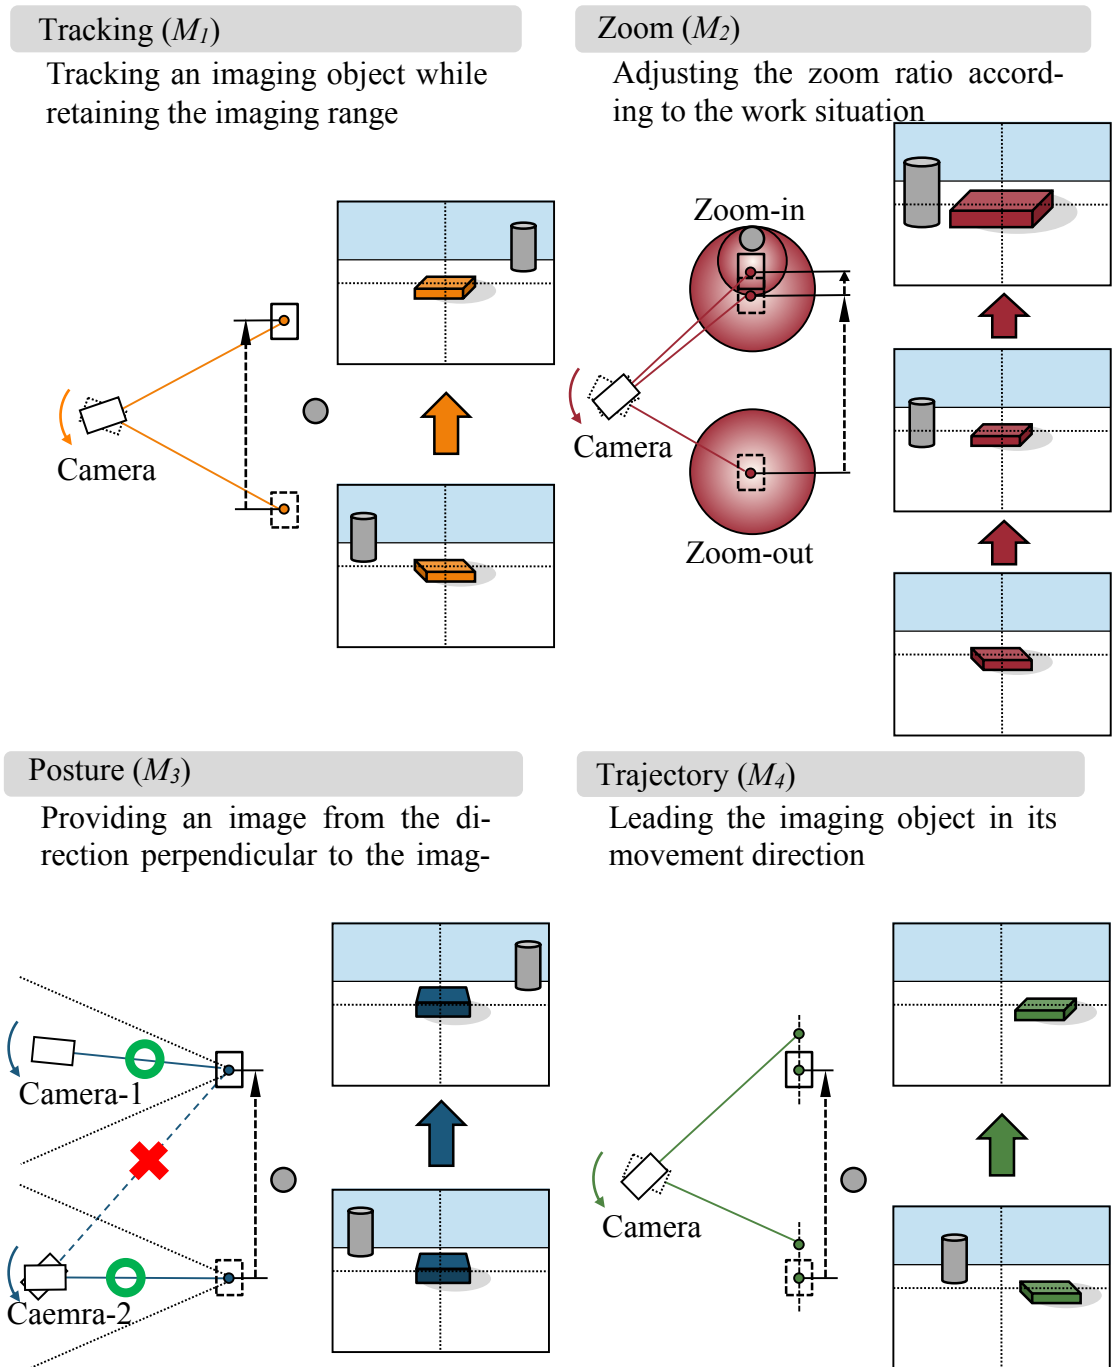 Tracking (M1)
Tracking an imaging object while
retaining the imaging range
Camera
Zoom (M2)
Adjusting the zoom ratio accord-
ing to the work situation
Zoom-in
Camera
Zoom-out
Posture (M3)
Providing an image from the di-
rection perpendicular to the imag-
Camera-1
Caemra-2
Trajectory (M4)
Leading the imaging object in its
movement direction
Camera